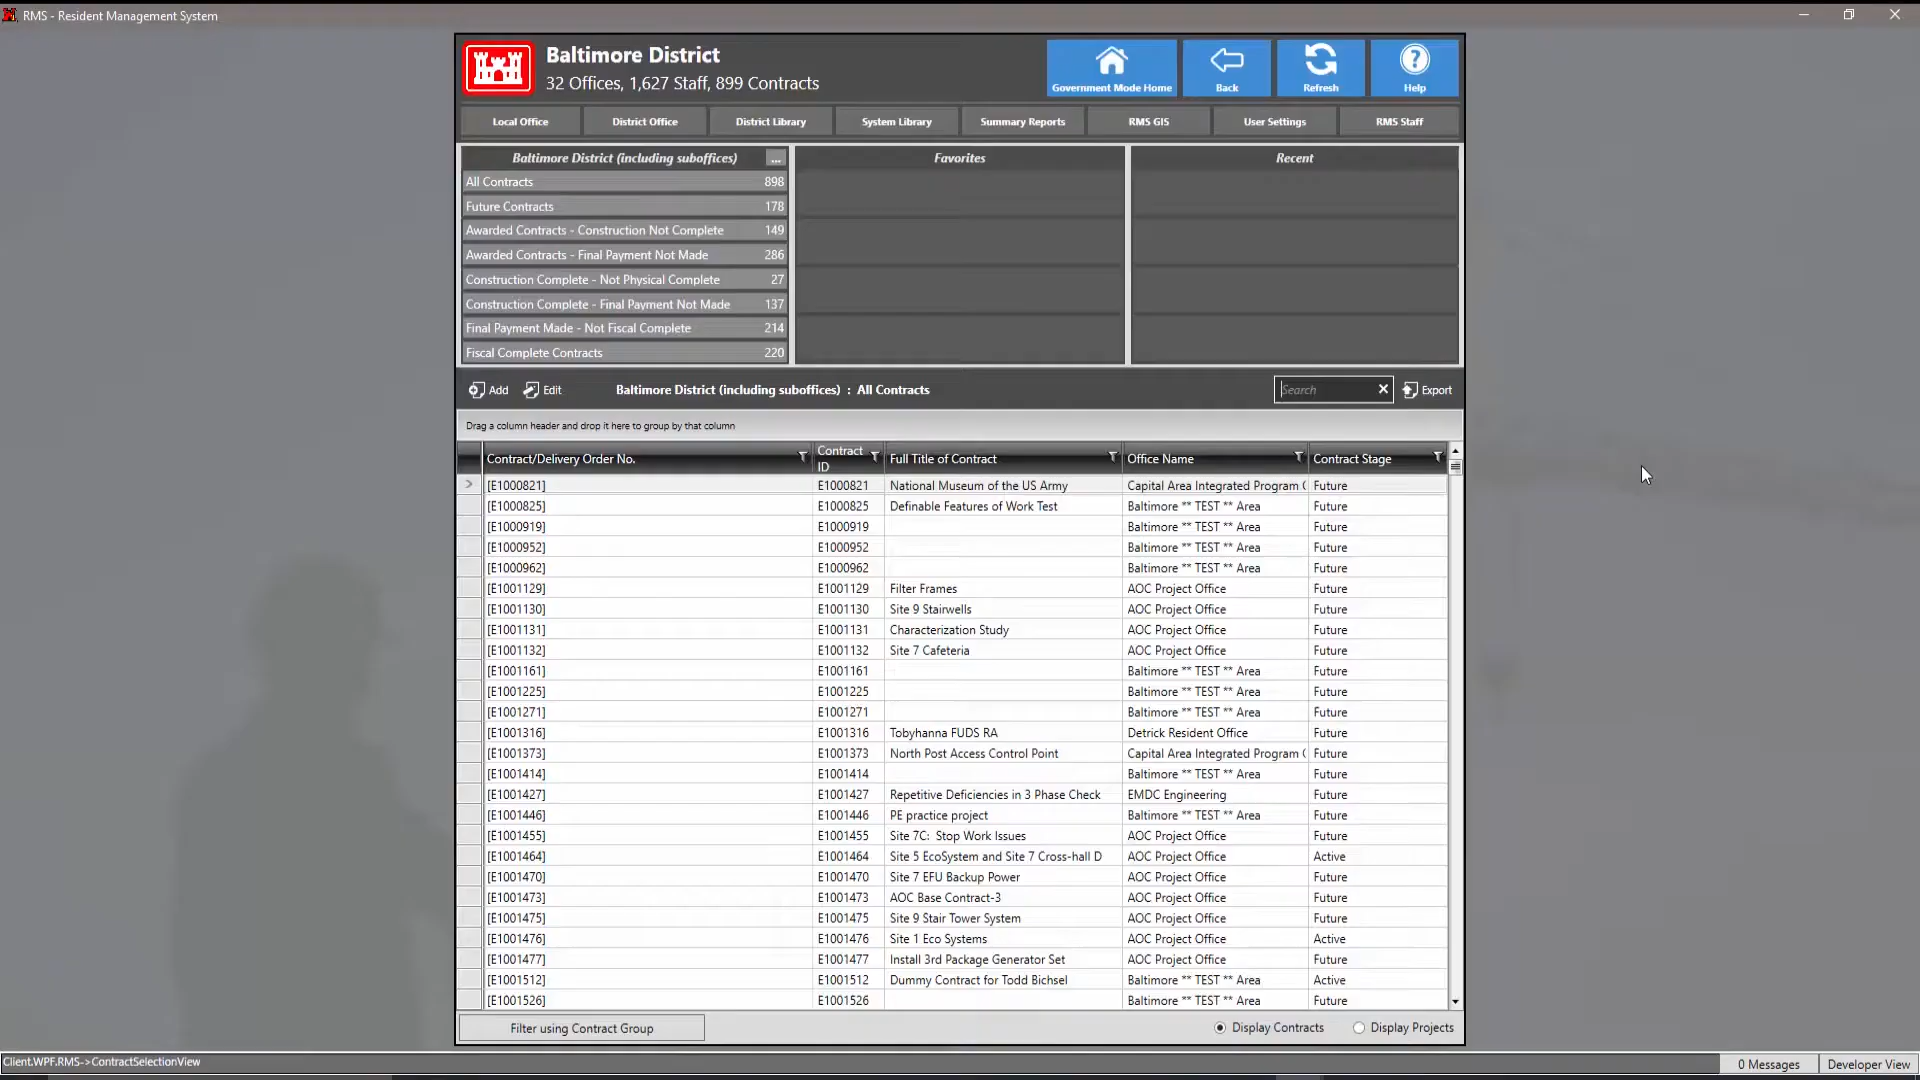 RMS - Resident Management System
Baltimore District
32 Offices, 1,627 Staff, 899 Contracts
Government Mode Home
Back
Refresh
Help
Local Office
District Office
District Library
System Library
Summary Reports
RMS GIS
User Settings
RMS Staff
Baltimore District (including suboffices) ...
Favorites
Recent
All Contracts 898
Future Contracts 178
Awarded Contracts - Construction Not Complete 149
Awarded Contracts - Final Payment Not Made 286
Construction Complete - Not Physical Complete 27
Construction Complete - Final Payment Not Made 137
Final Payment Made - Not Fiscal Complete 214
Fiscal Complete Contracts 220
Add Edit Baltimore District (including suboffices) : All Contracts Search Export
Drag a column header and drop it here to group by that column
Contract/Delivery Order No. Contract ID Full Title of Contract Office Name Contract Stage
[E1000821] E1000821 National Museum of the US Army Capital Area Integrated Program ( Future
[E1000825] E1000825 Definable Features of Work Test Baltimore ** TEST ** Area Future
[E1000919] E1000919 Baltimore ** TEST ** Area Future
[E1000952] E1000952 Baltimore ** TEST ** Area Future
[E1000962] E1000962 Baltimore ** TEST ** Area Future
[E1001129] E1001129 Filter Frames AOC Project Office Future
[E1001130] E1001130 Site 9 Stairwells AOC Project Office Future
[E1001131] E1001131 Characterization Study AOC Project Office Future
[E1001132] E1001132 Site 7 Cafeteria AOC Project Office Future
[E1001161] E1001161 Baltimore ** TEST ** Area Future
[E1001225] E1001225 Baltimore ** TEST ** Area Future
[E1001271] E1001271 Baltimore ** TEST ** Area Future
[E1001316] E1001316 Tobyhanna FUDS RA Detrick Resident Office Future
[E1001373] E1001373 North Post Access Control Point Capital Area Integrated Program ( Future
[E1001414] E1001414 Baltimore ** TEST ** Area Future
[E1001427] E1001427 Repetitive Deficiencies in 3 Phase Check EMDC Engineering Future
[E1001446] E1001446 PE practice project Baltimore ** TEST ** Area Future
[E1001455] E1001455 Site 7C: Stop Work Issues AOC Project Office Future
[E1001464] E1001464 Site 5 EcoSystem and Site 7 Cross-hall D AOC Project Office Active
[E1001470] E1001470 Site 7 EFU Backup Power AOC Project Office Future
[E1001473] E1001473 AOC Base Contract-3 AOC Project Office Future
[E1001475] E1001475 Site 9 Stair Tower System AOC Project Office Future
[E1001476] E1001476 Site 1 Eco Systems AOC Project Office Active
[E1001477] E1001477 Install 3rd Package Generator Set AOC Project Office Future
[E1001512] E1001512 Dummy Contract for Todd Bichsel Baltimore ** TEST ** Area Active
[E1001526] E1001526 Baltimore ** TEST ** Area Future
Filter using Contract Group Display Contracts Display Projects
Client.WPF.RMS->ContractSelectionView
0 Messages Developer View